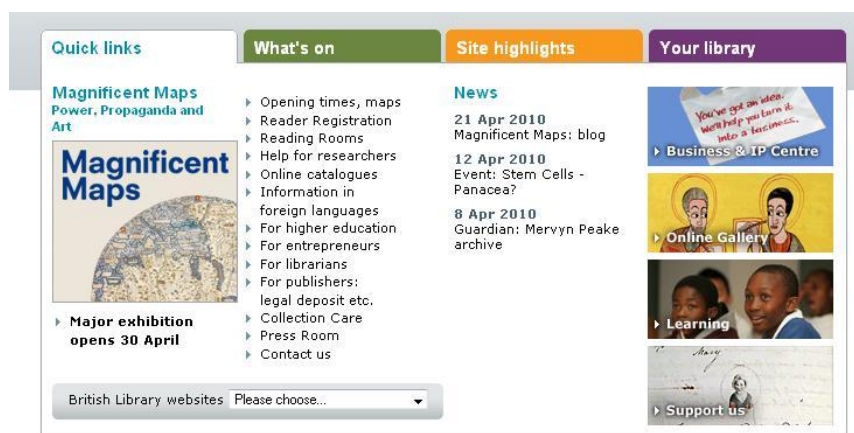 Quick links
What's on
Site highlights
Your library
Magnificent Maps
Power, Propaganda and
Art
Magnificent
Maps
Major exhibition
opens 30 April
Opening times, maps
Reader Registration
Reading Rooms
Help for researchers
Online catalogues
Information in
foreign languages
For higher education
For entrepreneurs
For librarians
For publishers:
legal deposit etc.
Collection Care
Press Room
Contact us
News
21 Apr 2010
Magnificent Maps: blog
12 Apr 2010
Event: Stem Cells -
Panacea?
8 Apr 2010
Guardian: Mervyn Peake
archive
You've got an idea.
We'll help you turn it
into a business.
Business & IP Centre
Online Gallery
Learning
Mary
Support us
British Library websites Please choose...